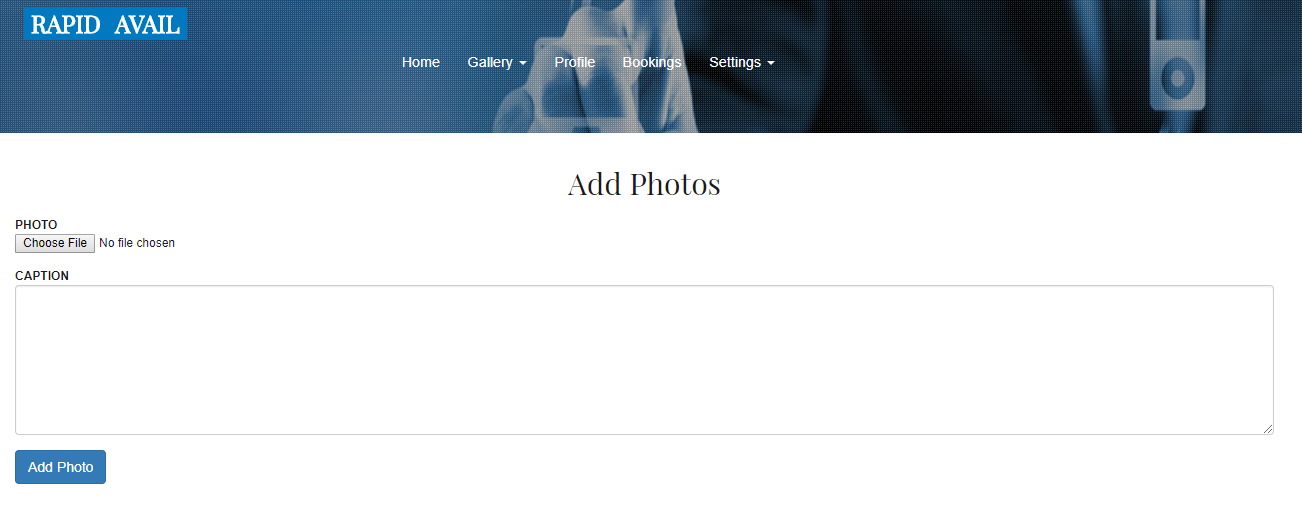 RAPID AVAIL
Home Gallery Profile Bookings Settings
Add Photos
PHOTO
Choose File No file chosen
CAPTION
Add Photo